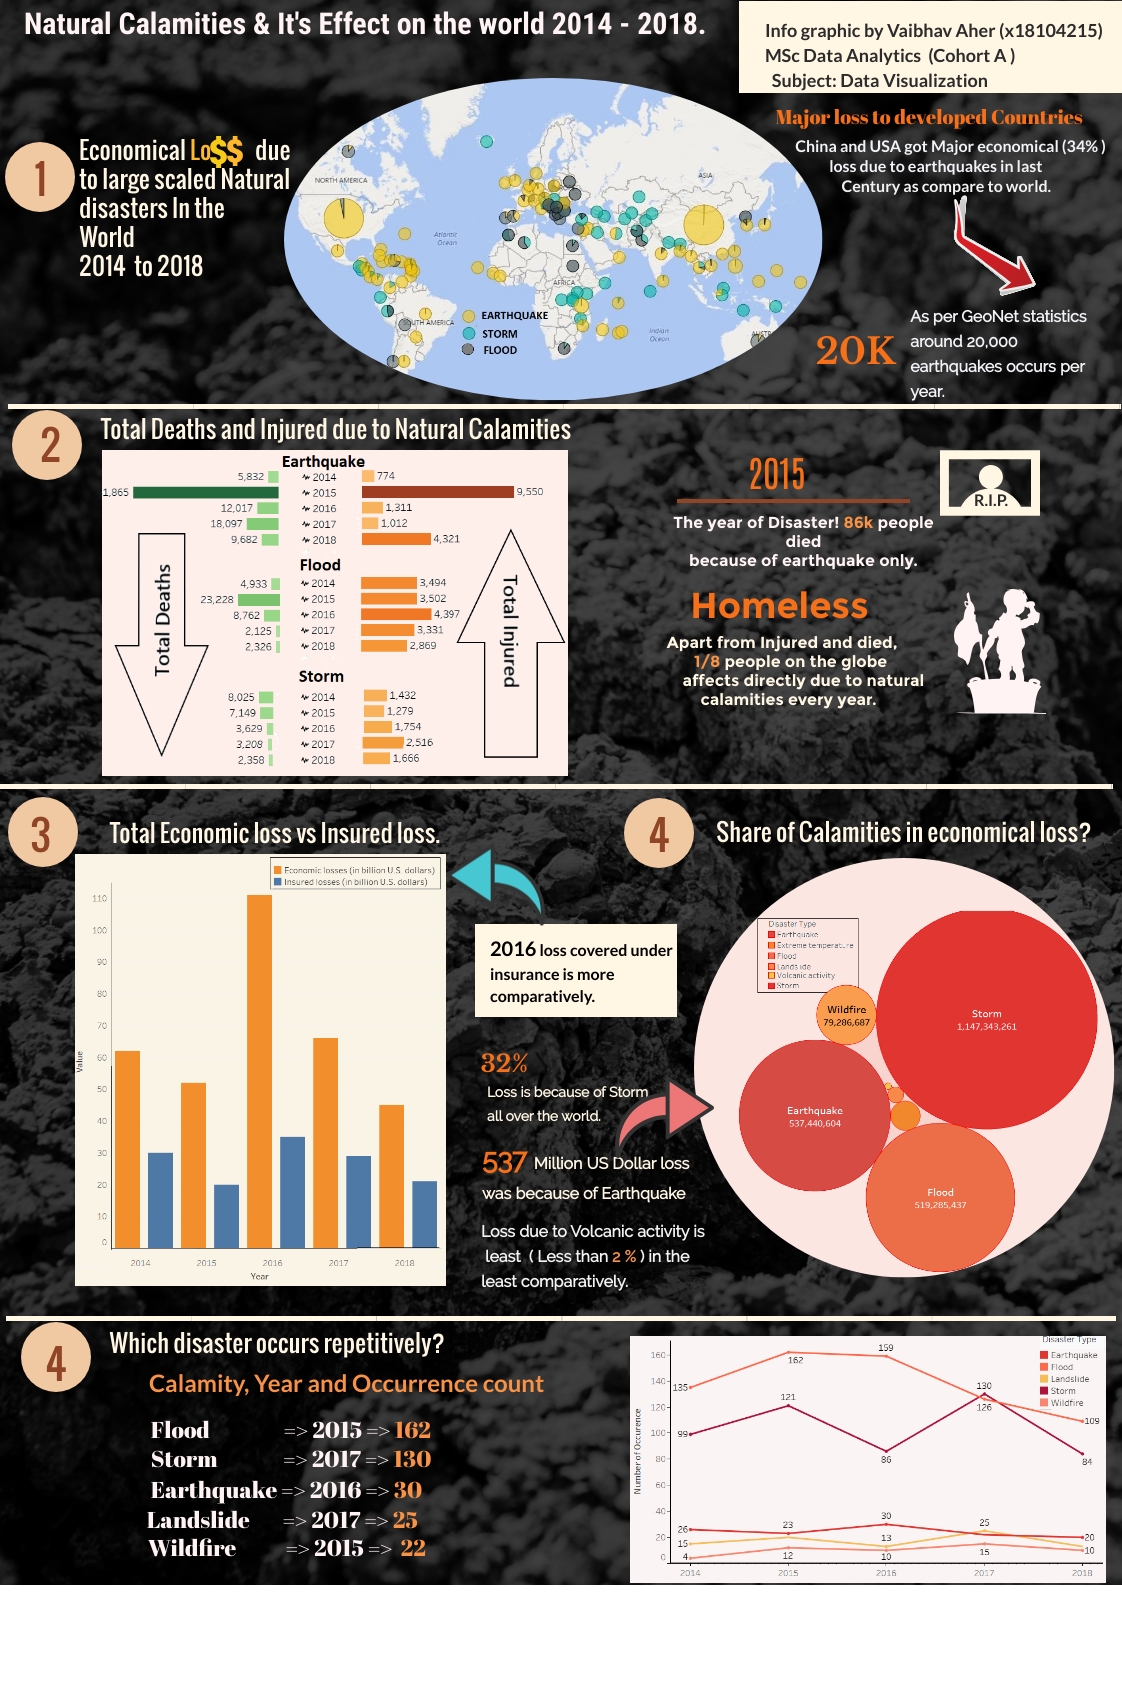 Natural Calamities & It's Effect on the world 2014 - 2018.
Info graphic by Vaibhav Aher (x18104215)
MSc Data Analytics (Cohort A )
Subject: Data Visualization
1
Economical Lo$$ due
to large scaled Natural
disasters In the
World
2014 to 2018
NORTH AMERICA
ASIA
Atlantic
Ocean
AFRICA
SOUTH AMERICA
Indian
Ocean
EARTHQUAKE
STORM
FLOOD
Major loss to developed Countries
China and USA got Major economical (34% )
loss due to earthquakes in last
Century as compare to world.
20K
As per GeoNet statistics
around 20,000
earthquakes occurs per
year.
2
Total Deaths and Injured due to Natural Calamities
Earthquake
5,832 2014 774
1,865 2015 9,550
12,017 2016 1,311
18,097 2017 1,012
9,682 2018 4,321
Flood
4,933 2014 3,494
23,228 2015 3,502
8,762 2016 4,397
2,125 2017 3,331
2,326 2018 2,869
Storm
8,025 2014 1,432
7,149 2015 1,279
3,629 2016 1,754
3,208 2017 2,516
2,358 2018 1,666
Total Deaths
Total Injured
2015
The year of Disaster! 86k people
died
because of earthquake only.
R.I.P.
Homeless
Apart from Injured and died,
1/8 people on the globe
affects directly due to natural
calamities every year.
3
Total Economic loss vs Insured loss.
Economic losses (in billion U.S. dollars)
Insured losses (in billion U.S. dollars)
110
100
90
80
70
60
50
40
30
20
10
0
Value
2014 2015 2016 2017 2018
Year
2016 loss covered under
insurance is more
comparatively.
32%
Loss is because of Storm
all over the world.
537 Million US Dollar loss
was because of Earthquake
Loss due to Volcanic activity is
least ( Less than 2 % ) in the
least comparatively.
4
Share of Calamities in economical loss?
Disaster Type
Earthquake
Extreme temperature
Flood
Landslide
Volcanic activity
Storm
Wildfire
79,286,687
Storm
1,147,343,261
Earthquake
537,440,604
Flood
519,285,437
4
Which disaster occurs repetitively?
Calamity, Year and Occurrence count
Flood => 2015 => 162
Storm => 2017 => 130
Earthquake => 2016 => 30
Landslide => 2017 => 25
Wildfire => 2015 => 22
Disaster Type
Earthquake
Flood
Landslide
Storm
Wildfire
Number of Occurence
160
140
120
100
80
60
40
20
0
135 162 159 126 109
99 121 86 130 84
26 23 30 20
15 13 25
4 12 10 15 10
2014 2015 2016 2017 2018